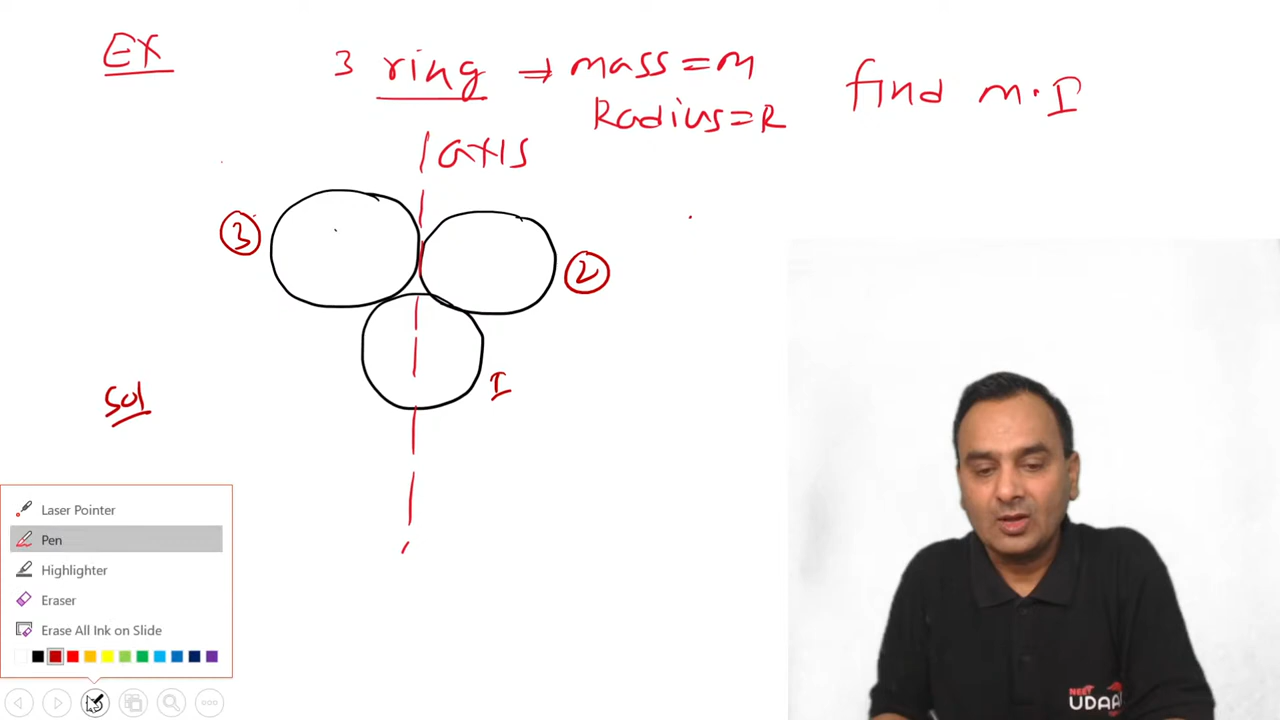 EX
3 ring ⇒ mass = M
Radius = R
find M.I
axis
3
2
I
Sol
Laser Pointer
Pen
Highlighter
Eraser
Erase All Ink on Slide
NEET
UDAAN